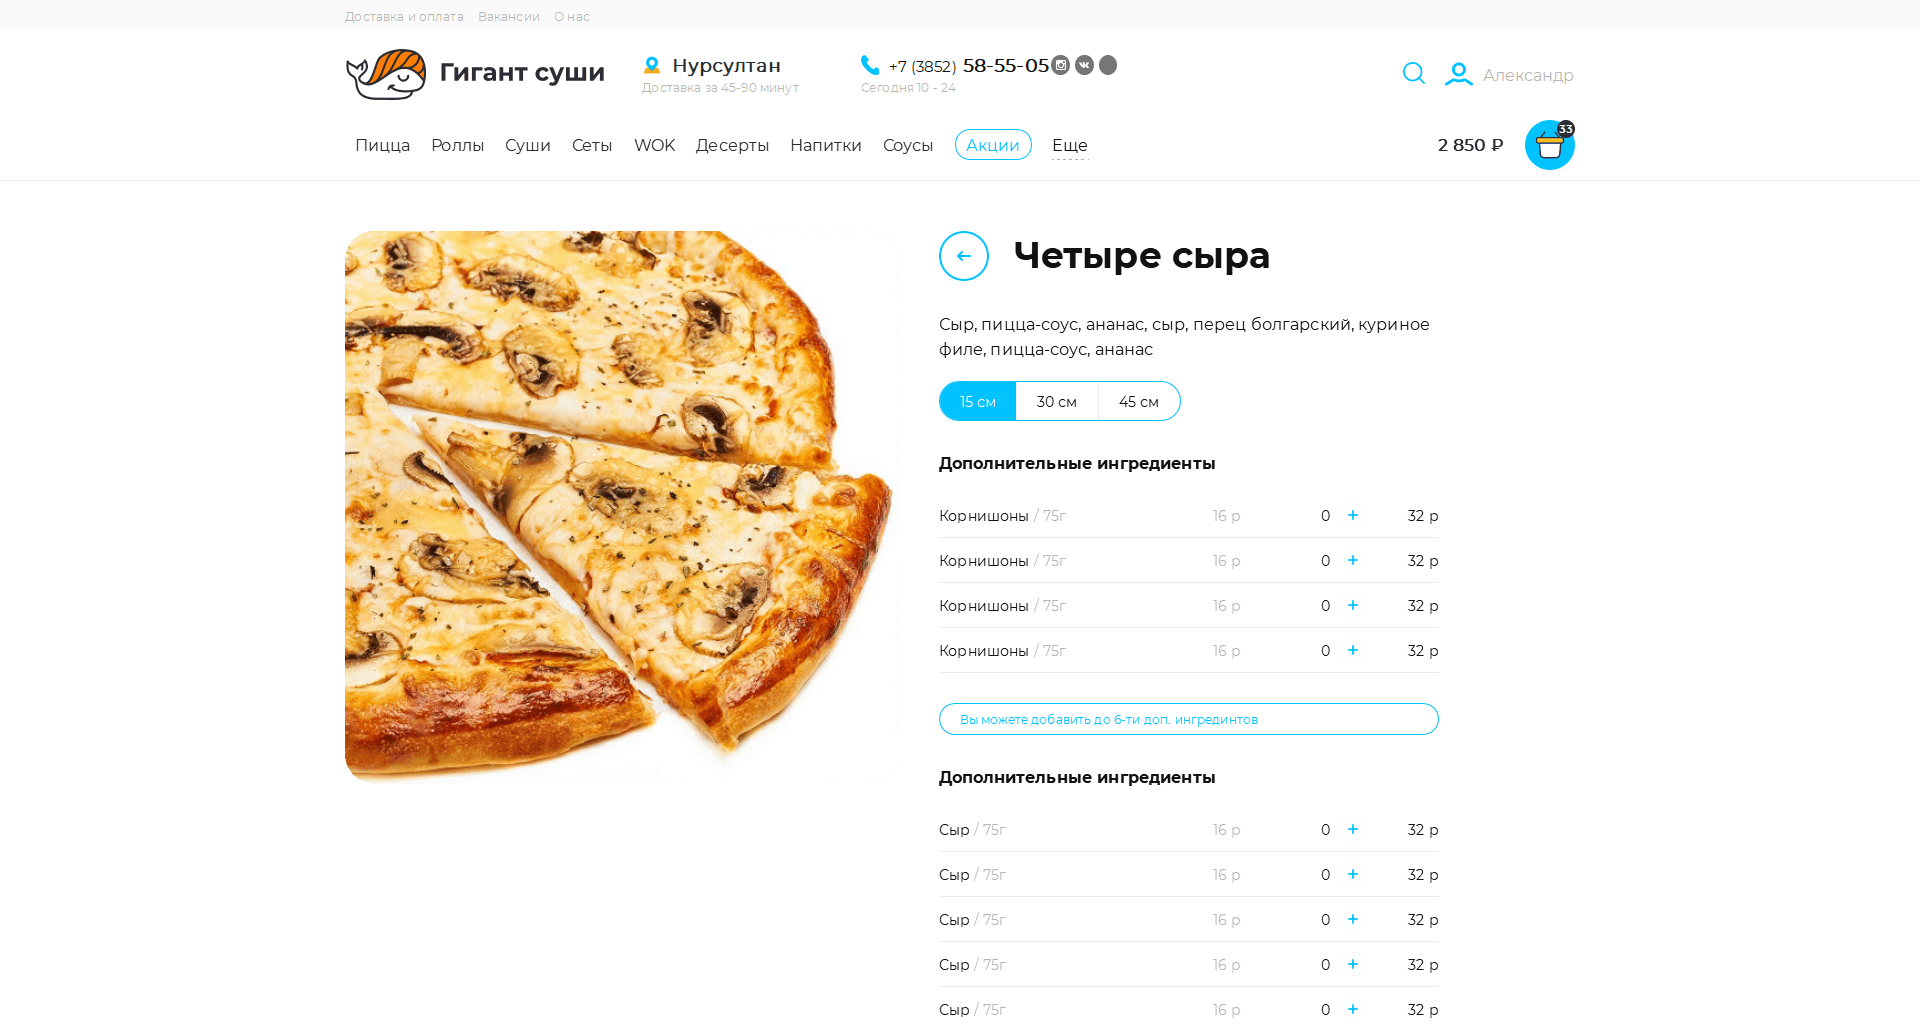 Доставка и оплата Вакансии О нас
Гигант суши
Нурсултан
Доставка за 45-90 минут
+7 (3852) 58-55-05
Сегодня 10 - 24
Александр
Пицца Роллы Суши Сеты WOK Десерты Напитки Соусы Акции Еще
2 850 ₽
33
Четыре сыра
Сыр, пицца-соус, ананас, сыр, перец болгарский, куриное
филе, пицца-соус, ананас
15 см 30 см 45 см
Дополнительные ингредиенты
Корнишоны / 75г 16 р 0 + 32 р
Корнишоны / 75г 16 р 0 + 32 р
Корнишоны / 75г 16 р 0 + 32 р
Корнишоны / 75г 16 р 0 + 32 р
Вы можете добавить до 6-ти доп. ингрединтов
Дополнительные ингредиенты
Сыр / 75г 16 р 0 + 32 р
Сыр / 75г 16 р 0 + 32 р
Сыр / 75г 16 р 0 + 32 р
Сыр / 75г 16 р 0 + 32 р
Сыр / 75г 16 р 0 + 32 р